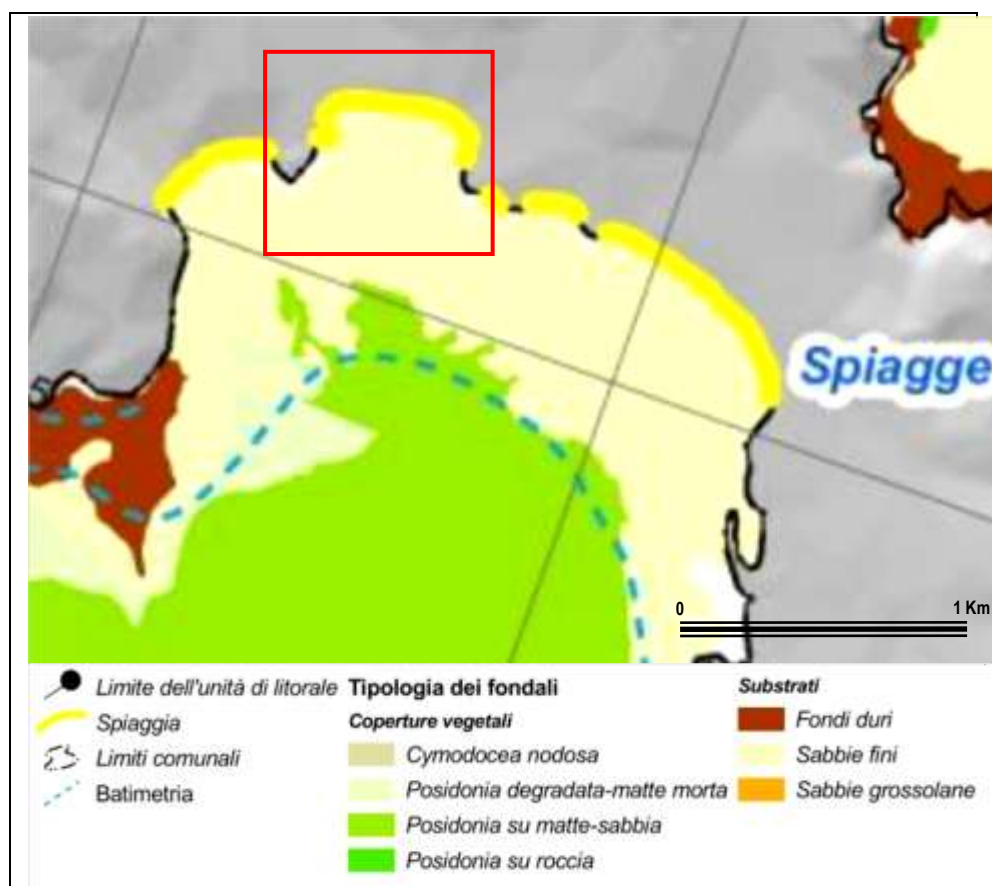 Spiagge
5
0 1 Km
Limite dell'unità di litorale
Spiaggia
Limiti comunali
Batimetria
Tipologia dei fondali
Coperture vegetali
Cymodocea nodosa
Posidonia degradata-matte morta
Posidonia su matte-sabbia
Posidonia su roccia
Substrati
Fondi duri
Sabbie fini
Sabbie grossolane